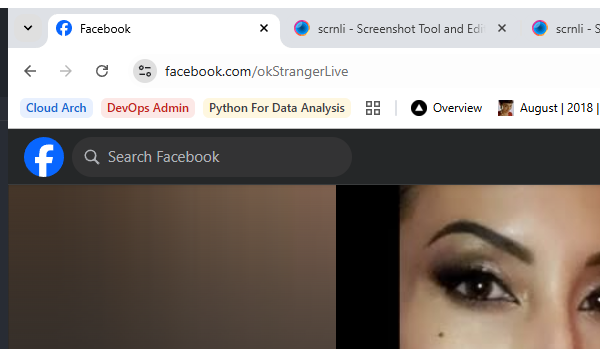 Facebook scrnli - Screenshot Tool and Edi scrnli - S
facebook.com/okStrangerLive
Cloud Arch DevOps Admin Python For Data Analysis Overview August | 2018 |
Search Facebook